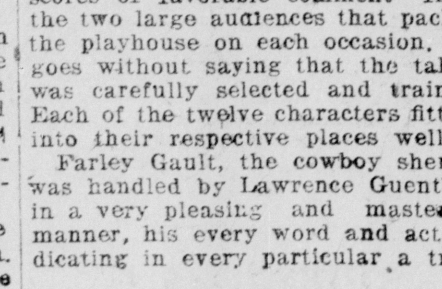 the two large audiences that pac
the playhouse on each occasion.
goes without saying that the tal
was carefully selected and train
Each of the twelve characters fitt
into their respective places well
Farley Gault, the cowboy sher
was handled by Lawrence Guent
in a very pleasing and maste
manner, his every word and act
dicating in every particular a tr